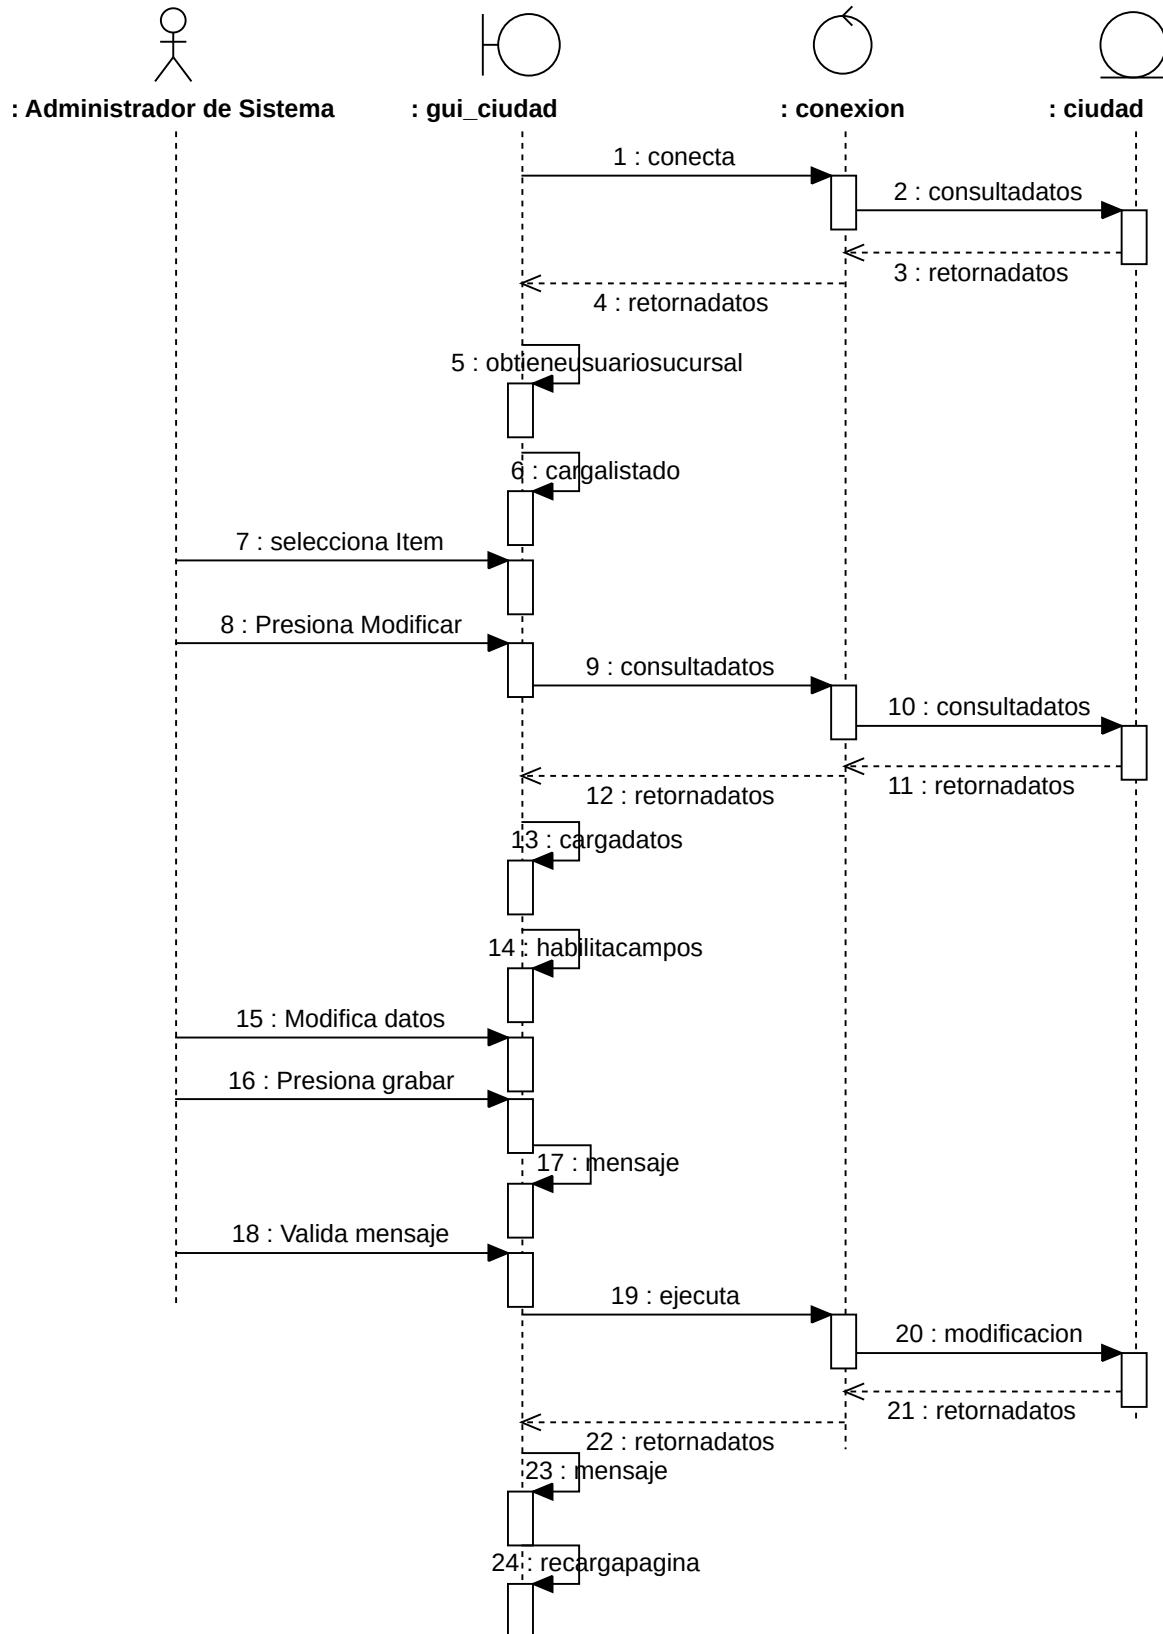 : Administrador de Sistema
: gui_ciudad
: conexion
: ciudad
1 : conecta
2 : consultadatos
3 : retornadatos
4 : retornadatos
5 : obtieneusuariosucursal
6 : cargalistado
7 : selecciona Item
8 : Presiona Modificar
9 : consultadatos
10 : consultadatos
11 : retornadatos
12 : retornadatos
13 : cargadatos
14 : habilitacampos
15 : Modifica datos
16 : Presiona grabar
17 : mensaje
18 : Valida mensaje
19 : ejecuta
20 : modificacion
21 : retornadatos
22 : retornadatos
23 : mensaje
24 : recargapagina